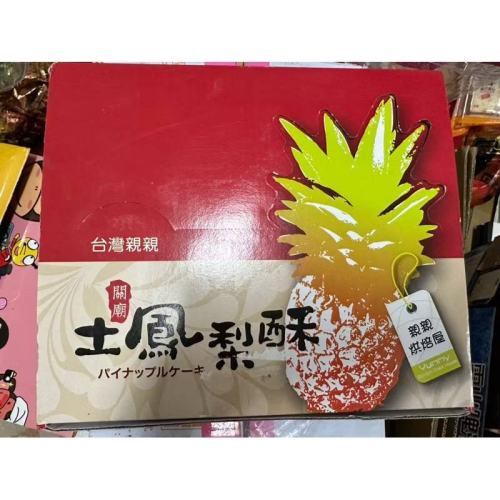 台灣親親
關廟
土鳳梨酥
パイナップルケーキ
親親
烘焙屋
Yummy